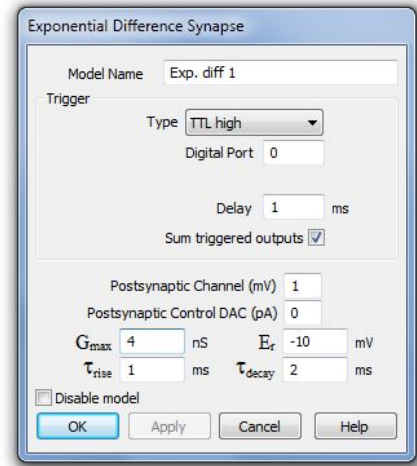 Exponential Difference Synapse
Model Name Exp. diff 1
Trigger
Type TTL high
Digital Port 0
Delay 1 ms
Sum triggered outputs
Postsynaptic Channel (mV) 1
Postsynaptic Control DAC (pA) 0
Gmax 4 nS Er -10 mV
τrise 1 ms τdecay 2 ms
Disable model
OK Apply Cancel Help